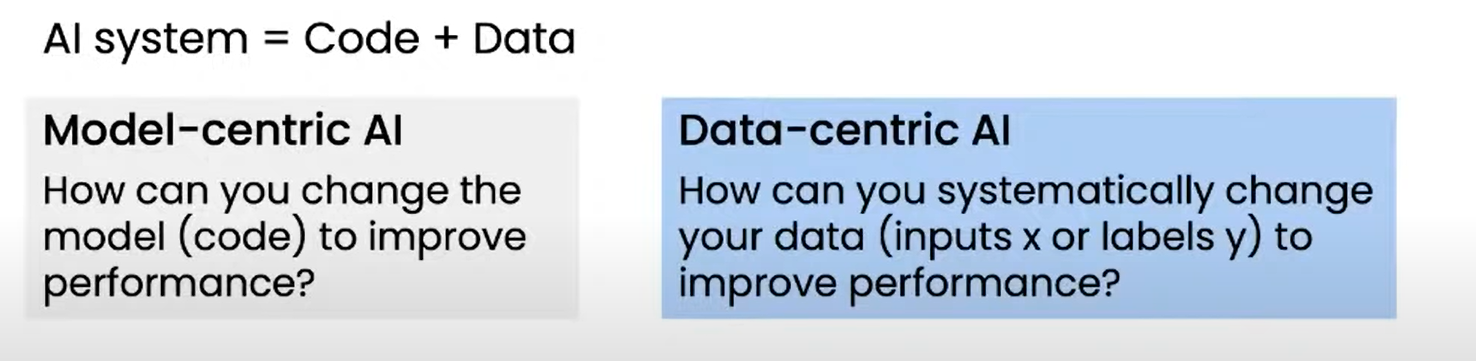 AI system = Code + Data
Model-centric AI
How can you change the
model (code) to improve
performance?
Data-centric AI
How can you systematically change
your data (inputs x or labels y) to
improve performance?